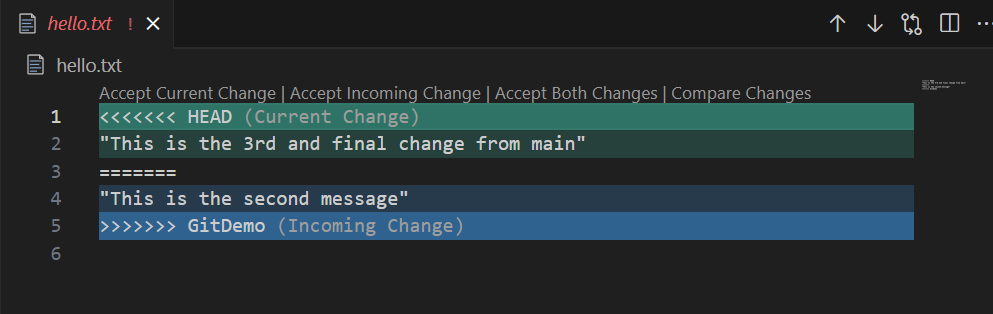 hello.txt !
hello.txt
Accept Current Change | Accept Incoming Change | Accept Both Changes | Compare Changes
1 <<<<<<< HEAD (Current Change)
2 "This is the 3rd and final change from main"
3 =======
4 "This is the second message"
5 >>>>>>> GitDemo (Incoming Change)
6